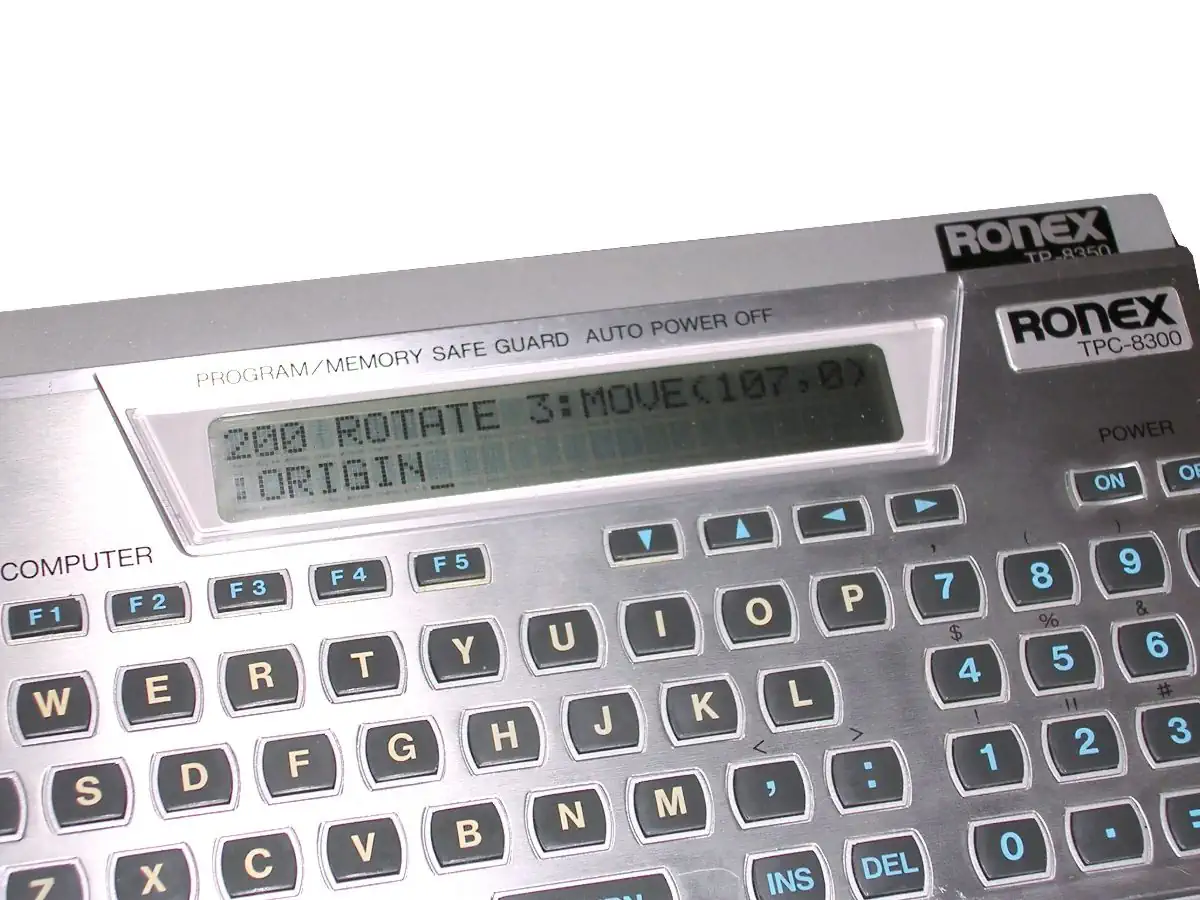 RONEX
TP-8350
RONEX
TPC-8300
PROGRAM/MEMORY SAFE GUARD AUTO POWER OFF
200 ROTATE 3:MOVE(107,0)
:ORIGIN_
POWER
ON
COMPUTER
F1 F2 F3 F4 F5
▼ ▲ ◄ ►
' ( )
W E R T Y U I O P 7 8 9
$ % &
S D F G H J K L 4 5 6
< > ! " #
Z X C V B N M , : 1 2 3
INS DEL 0 . =